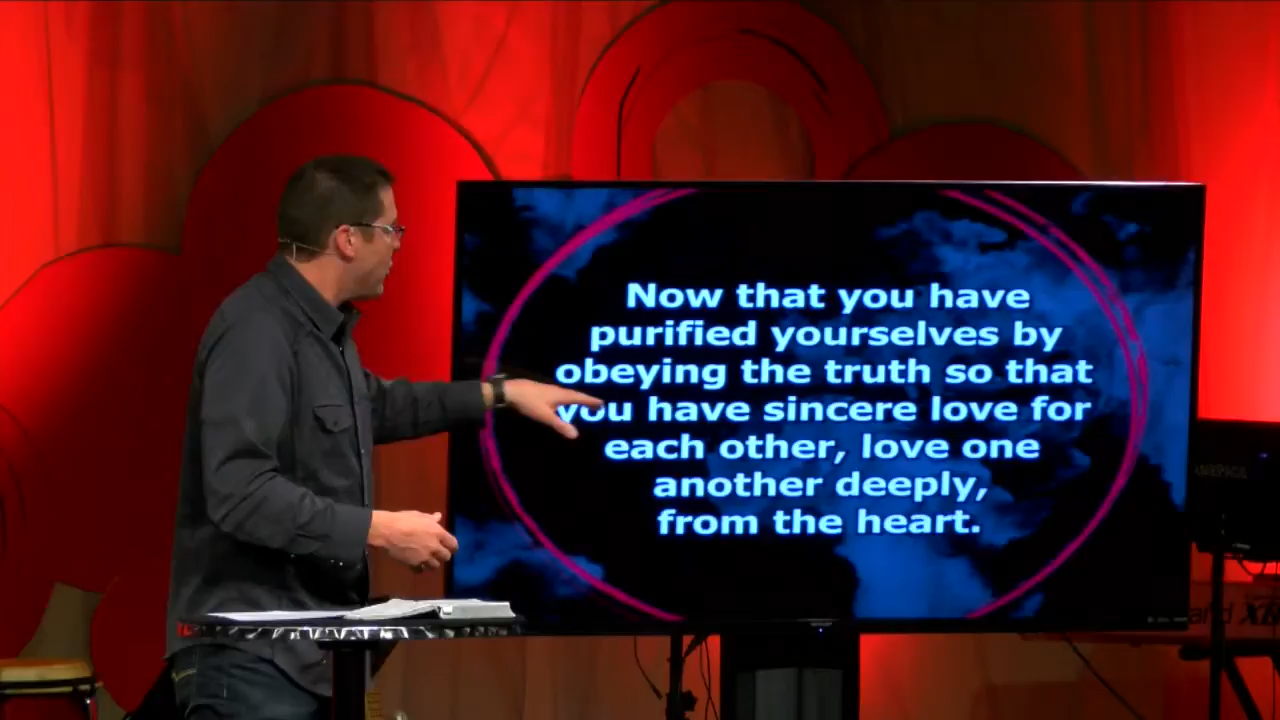 Now that you have
purified yourselves by
obeying the truth so that
you have sincere love for
each other, love one
another deeply,
from the heart.